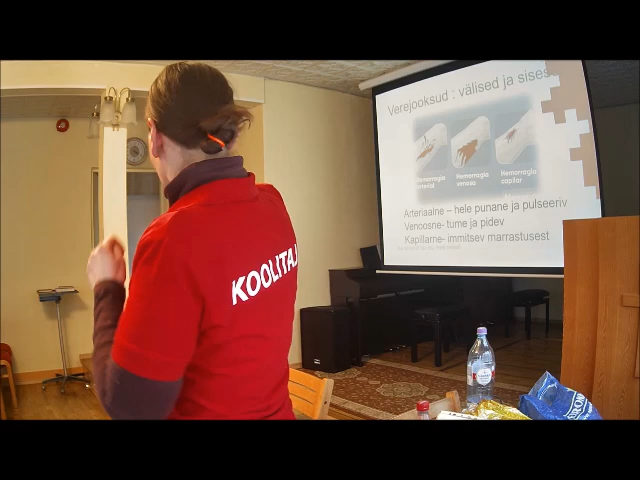 Verejooksud : välised ja sises
Hemorragia arterial
Hemorragia venosa
Hemorragia capilar
Arteriaalne – hele punane ja pulseeriv
Venoosne- tume ja pidev
Kapillarne- immitsev marrastusest
KOOLITAJ